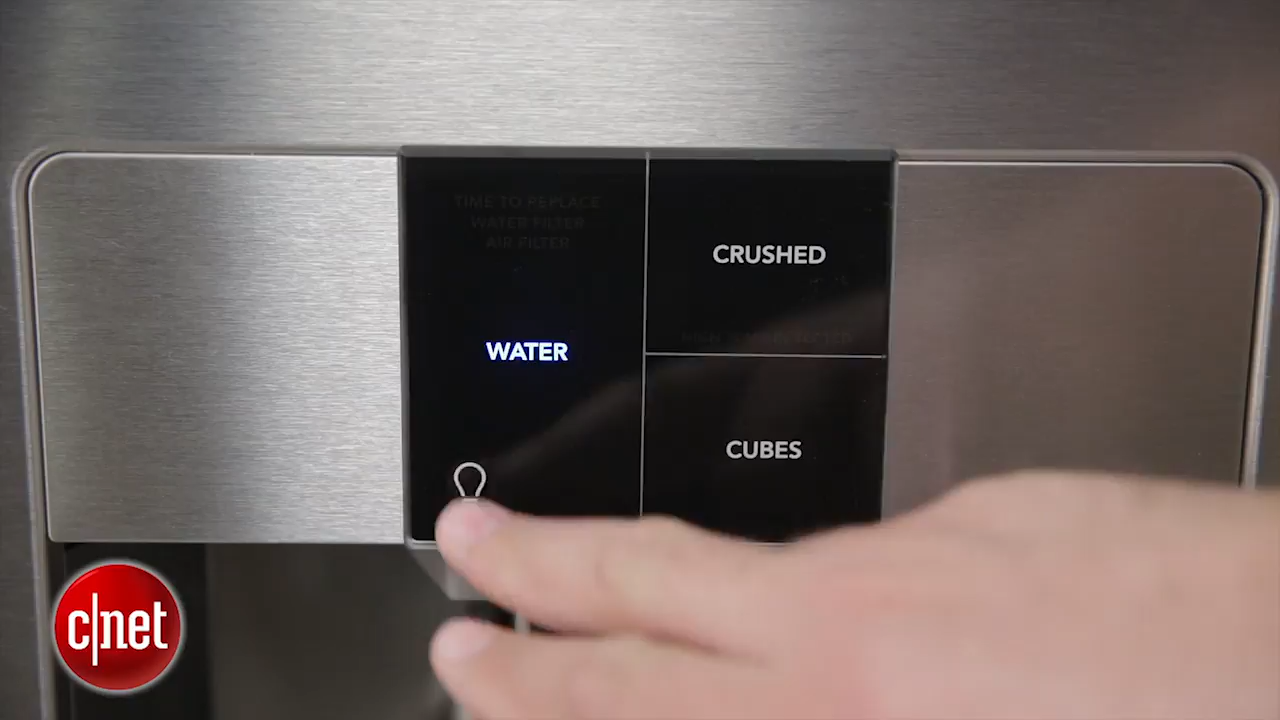 TIME TO REPLACE
WATER FILTER
AIR FILTER
CRUSHED
WATER
CUBES
c|net